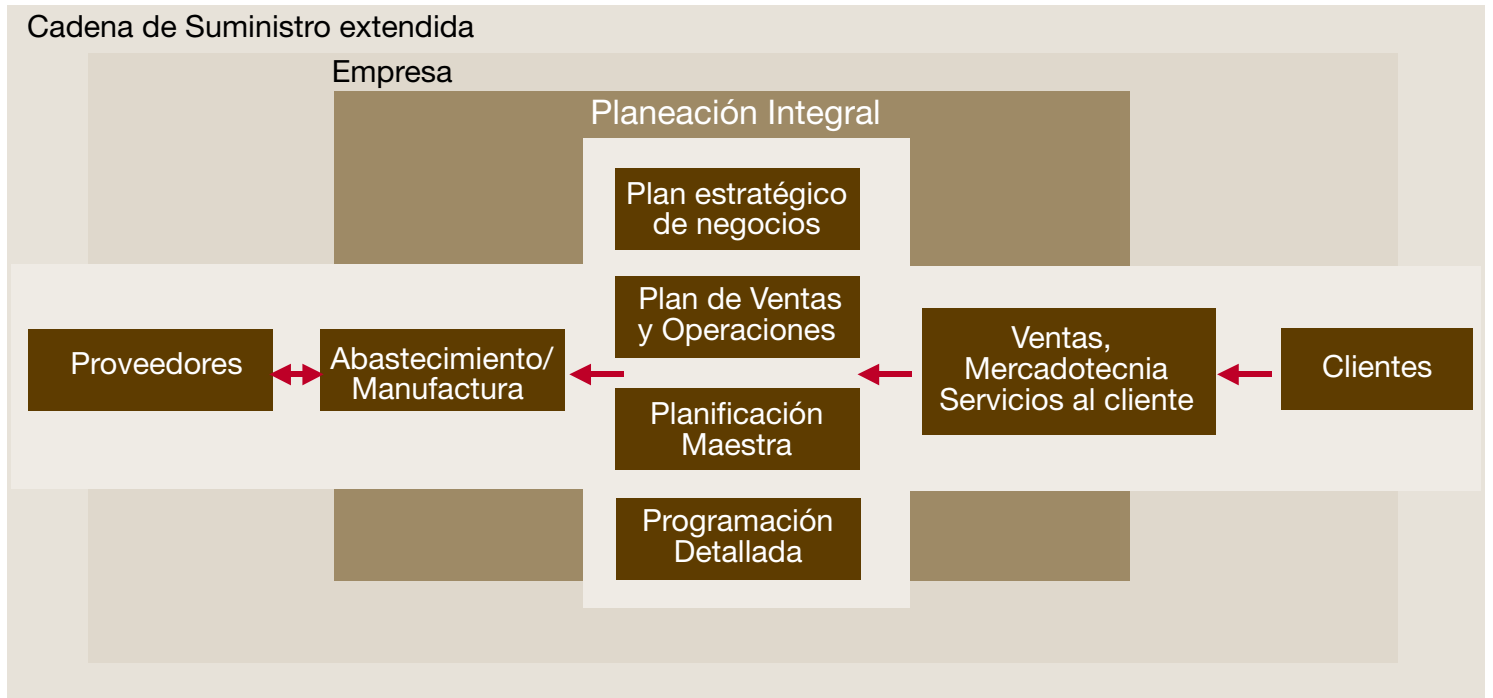 Cadena de Suministro extendida
Empresa
Planeación Integral
Plan estratégico
de negocios
Plan de Ventas
y Operaciones
Proveedores
Abastecimiento/
Manufactura
Ventas,
Mercadotecnia
Servicios al cliente
Clientes
Planificación
Maestra
Programación
Detallada